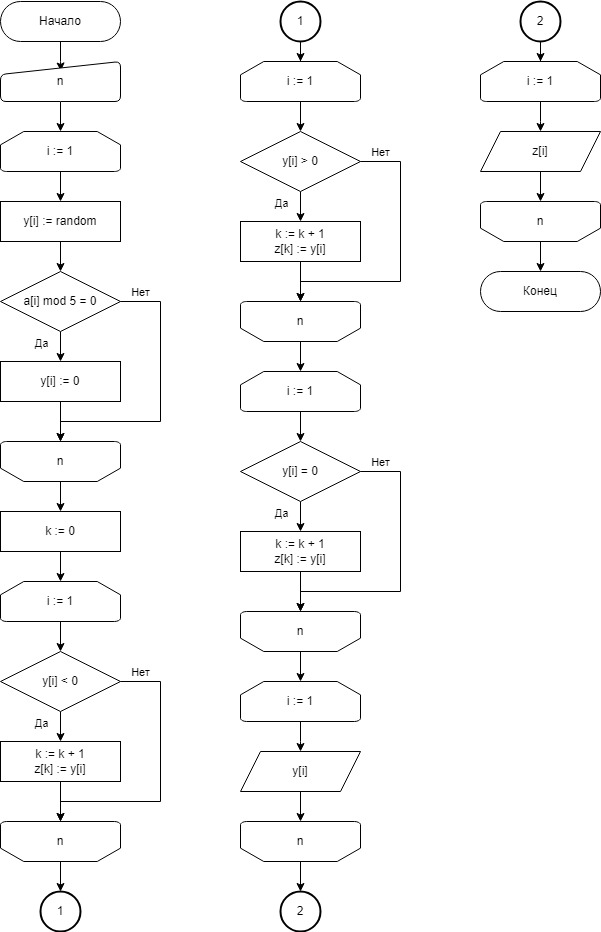 Начало
n
i := 1
y[i] := random
a[i] mod 5 = 0
Нет
Да
y[i] := 0
n
k := 0
i := 1
y[i] < 0
Нет
Да
k := k + 1
z[k] := y[i]
n
1
1
i := 1
y[i] > 0
Нет
Да
k := k + 1
z[k] := y[i]
n
i := 1
y[i] = 0
Нет
Да
k := k + 1
z[k] := y[i]
n
i := 1
y[i]
n
2
2
i := 1
z[i]
n
Конец